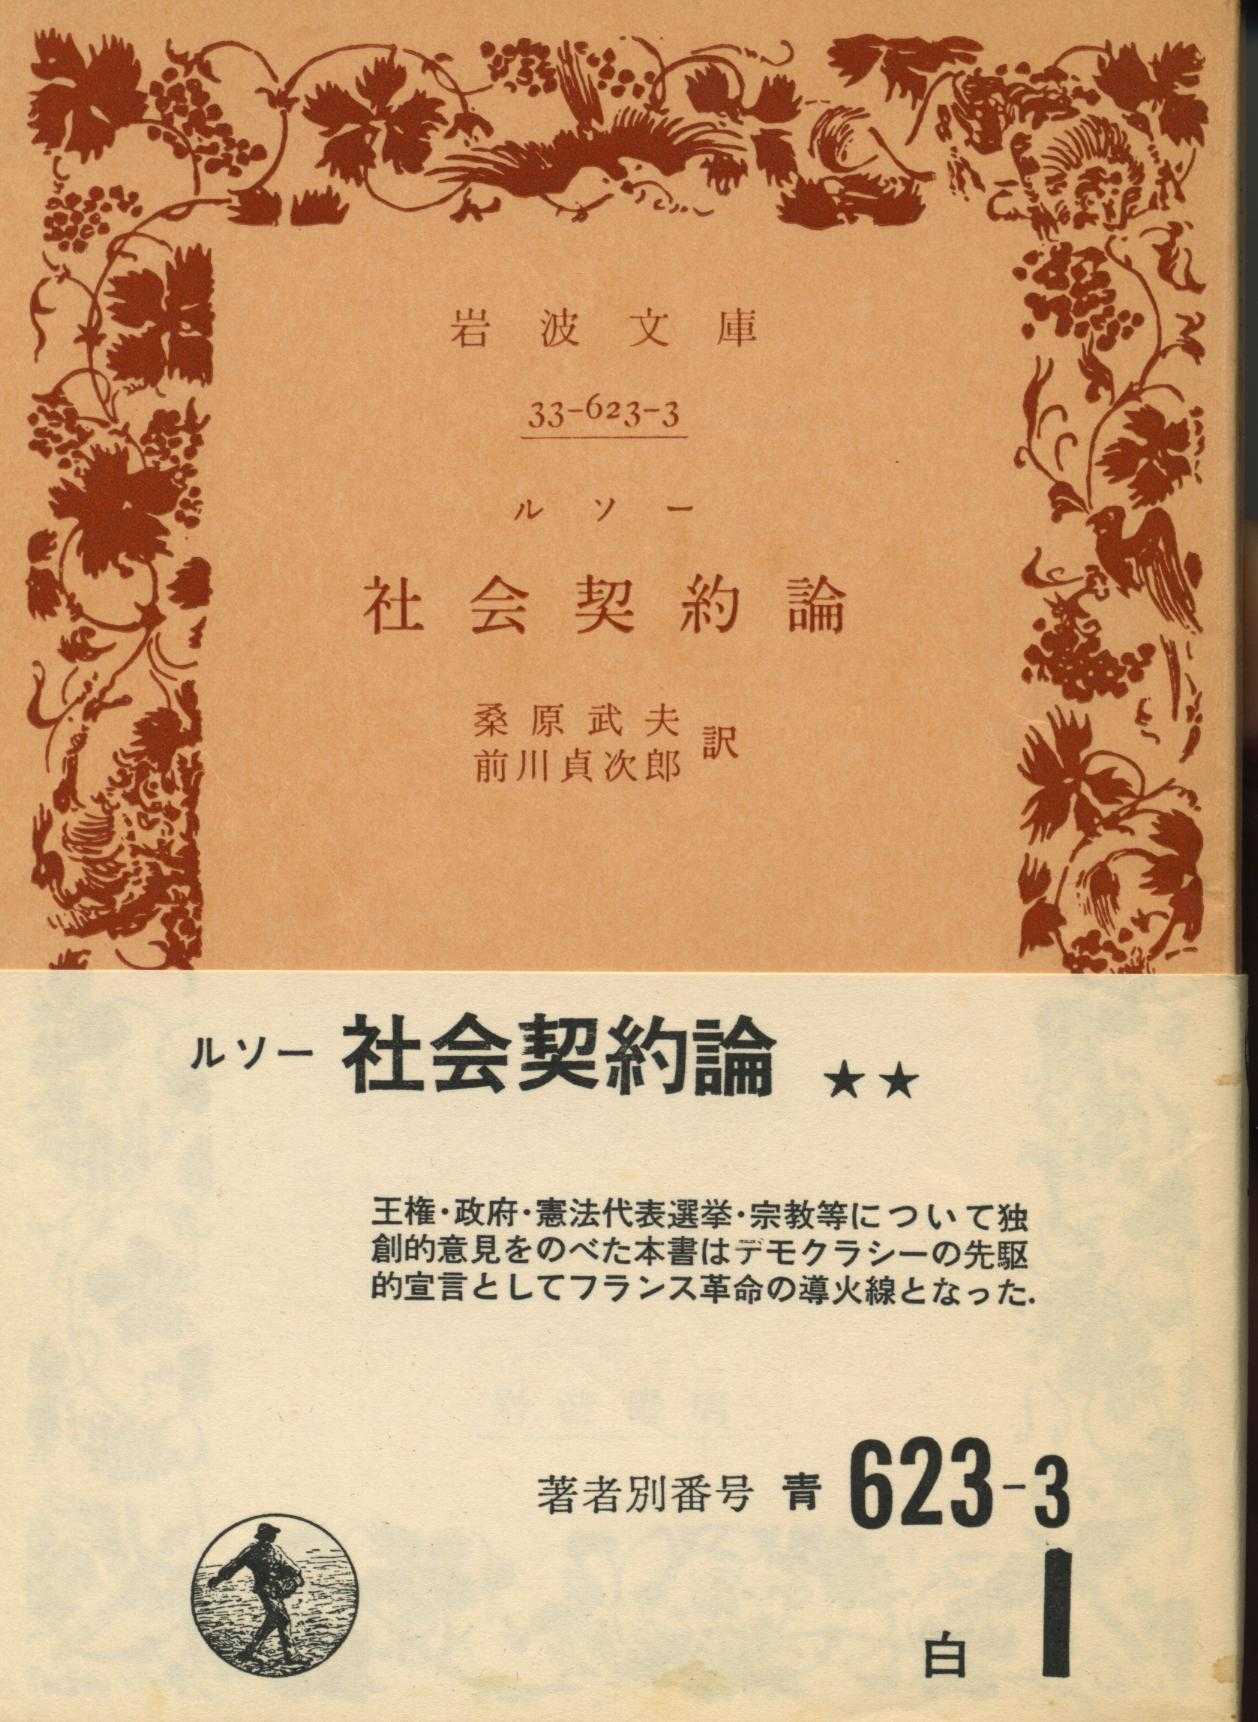 岩波文庫
33-623-3
ルソー
社会契約論
桑原武夫
前川貞次郎 訳
ルソー 社会契約論 ★★
王権・政府・憲法代表選挙・宗教等について独
創的意見をのべた本書はデモクラシーの先駆
的宣言としてフランス革命の導火線となった.
著者別番号 青 623-3
白 1